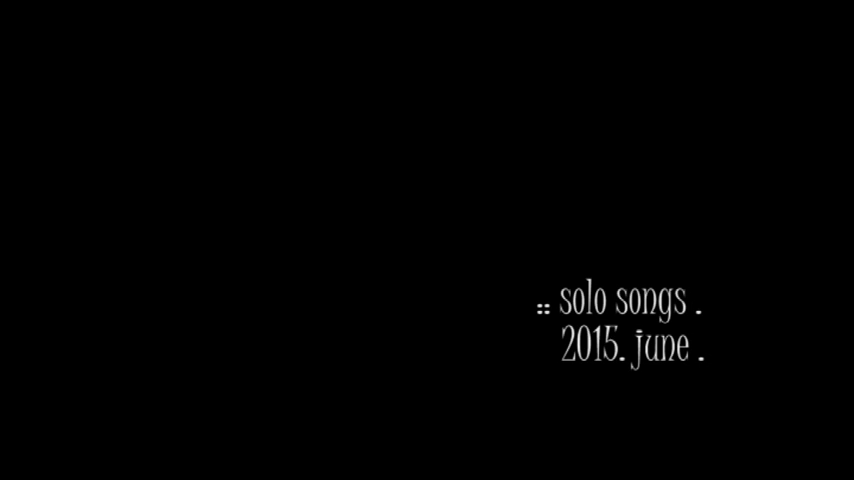 :: solo songs .
2015. june .